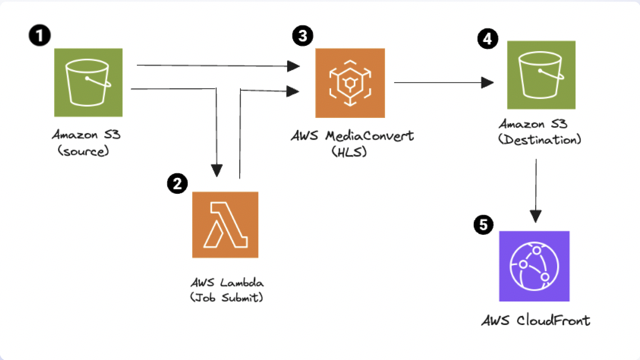 1
Amazon S3
(source)
2
AWS Lambda
(Job Submit)
3
AWS MediaConvert
(HLS)
4
Amazon S3
(Destination)
5
AWS CloudFront